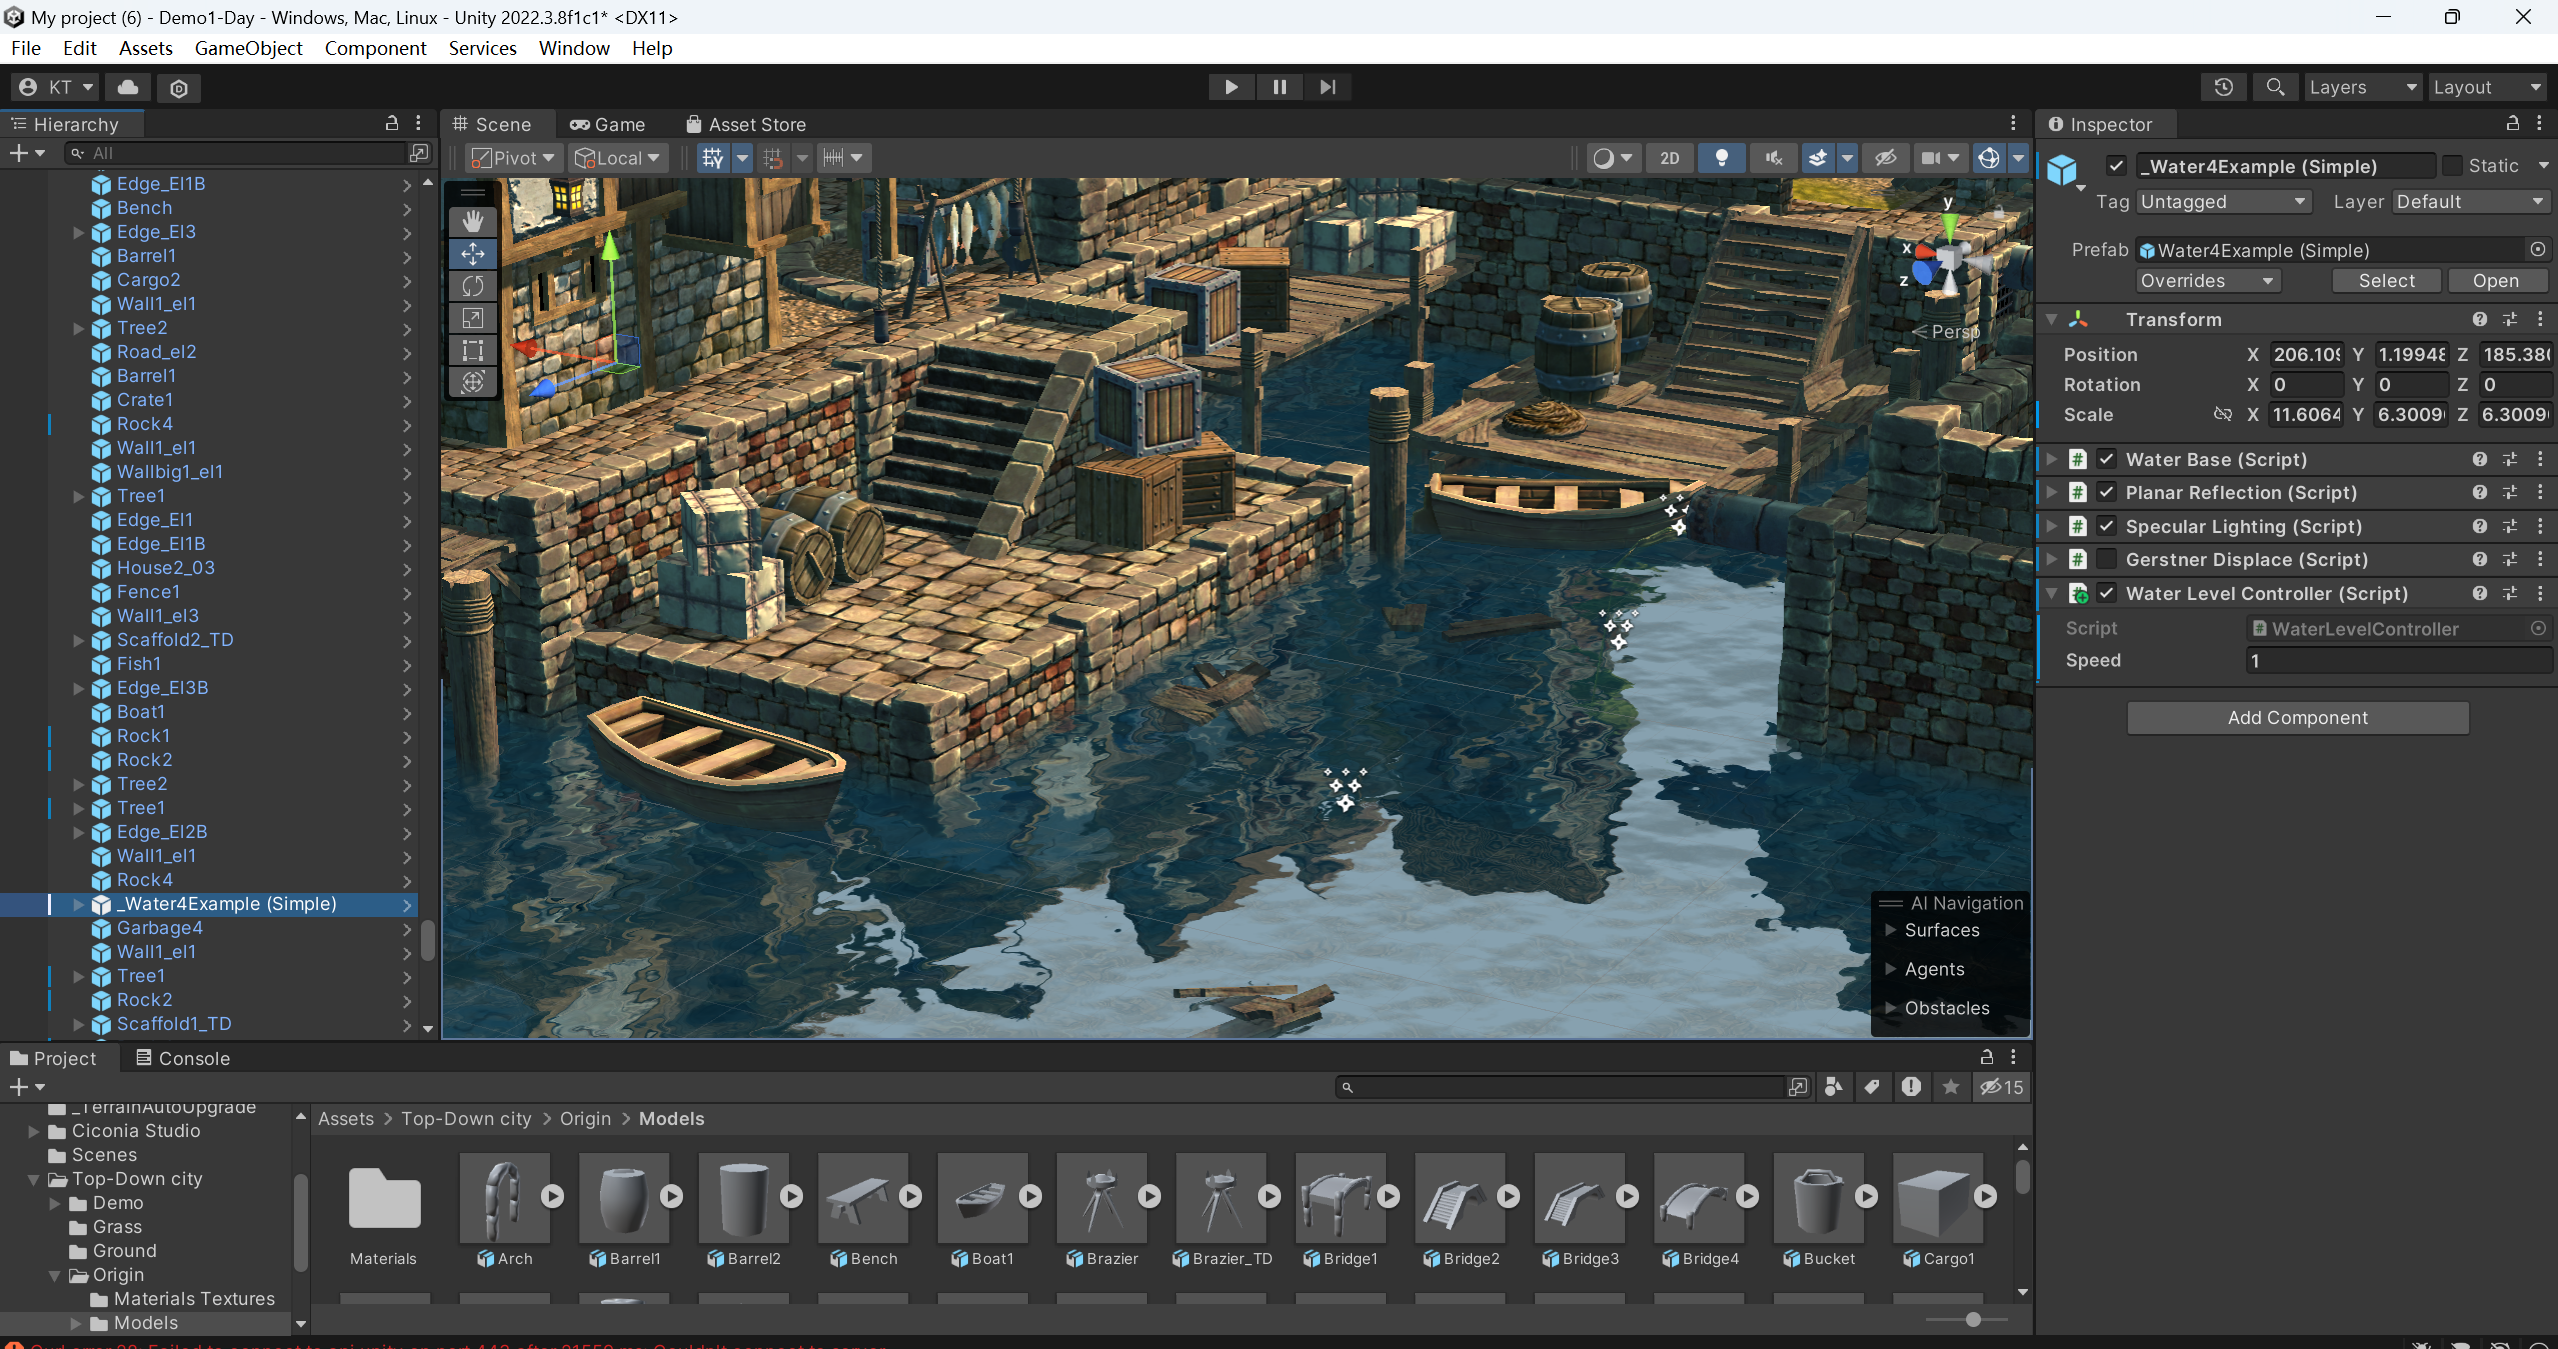 My project (6) - Demo1-Day - Windows, Mac, Linux - Unity 2022.3.8f1c1* <DX11>
File Edit Assets GameObject Component Services Window Help
KT
Layers
Layout
Hierarchy
All
Edge_El1B
Bench
Edge_El3
Barrel1
Cargo2
Wall1_el1
Tree2
Road_el2
Barrel1
Crate1
Rock4
Wall1_el1
Wallbig1_el1
Tree1
Edge_El1
Edge_El1B
House2_03
Fence1
Wall1_el3
Scaffold2_TD
Fish1
Edge_El3B
Boat1
Rock1
Rock2
Tree2
Tree1
Edge_El2B
Wall1_el1
Rock4
_Water4Example (Simple)
Garbage4
Wall1_el1
Tree1
Rock2
Scaffold1_TD
Scene Game Asset Store
Pivot Local
2D
y
x
z
Persp
AI Navigation
Surfaces
Agents
Obstacles
Inspector
_Water4Example (Simple) Static
Tag Untagged Layer Default
Prefab Water4Example (Simple)
Overrides Select Open
Transform
Position X 206.109 Y 1.19948 Z 185.380
Rotation X 0 Y 0 Z 0
Scale X 11.6064 Y 6.3009 Z 6.3009
# Water Base (Script)
# Planar Reflection (Script)
# Specular Lighting (Script)
# Gerstner Displace (Script)
# Water Level Controller (Script)
Script # WaterLevelController
Speed 1
Add Component
Project Console
15
_TerrainAutoUpgrade
Ciconia Studio
Scenes
Top-Down city
Demo
Grass
Ground
Origin
Materials Textures
Models
Assets > Top-Down city > Origin > Models
Materials Arch Barrel1 Barrel2 Bench Boat1 Brazier Brazier_TD Bridge1 Bridge2 Bridge3 Bridge4 Bucket Cargo1